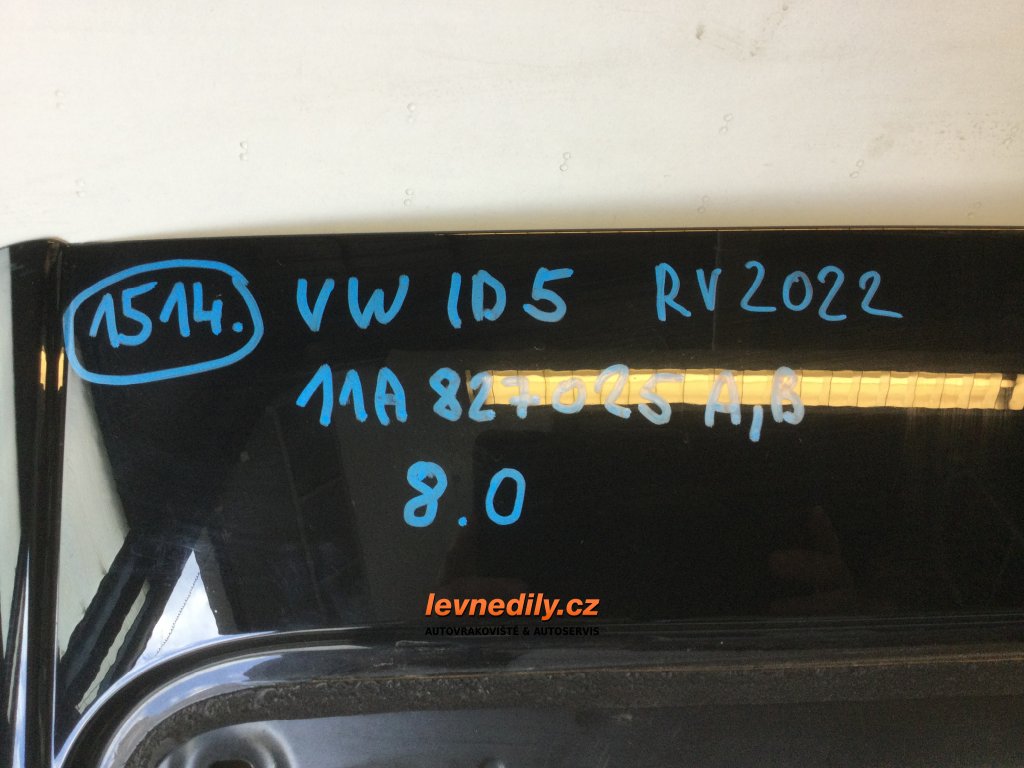 1514. VW ID5 RV2022
11A 827025 A,B
8.0
levnedily.cz
AUTOVRAKOVIŠTĚ & AUTOSERVIS